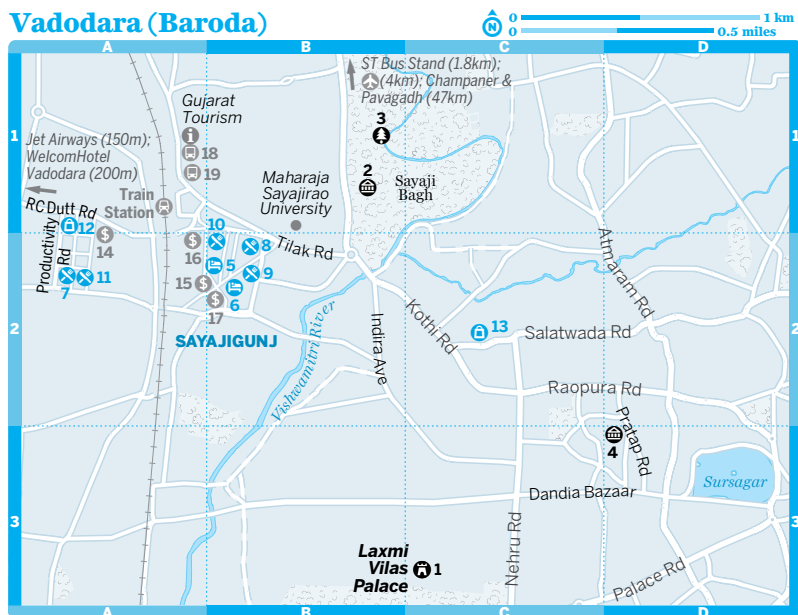 Vadodara (Baroda)
N
0 1 km
0 0.5 miles
A B C D
ST Bus Stand (1.8km);
(4km); Champaner &
Pavagadh (47km)
Gujarat
Tourism
i
3
1 1
Jet Airways (150m);
WelcomHotel
Vadodara (200m)
18
19
2
Sayaji
Bagh
Maharaja
Sayajirao
University
Train
Station
RC Dutt Rd
12
$
14
Productivity
Rd
7
11
10
$
16
8
Tilak Rd
5
9
15
$
6
$
17
SAYAJIGUNJ
2 2
Vishwamitri River
Indira Ave
Kothi Rd
13
Salatwada Rd
Atmaram Rd
Raopura Rd
Pratap Rd
4
Sursagar
Dandia Bazaar
3 3
Nehru Rd
Laxmi
Vilas
Palace
1
Palace Rd
A B C D